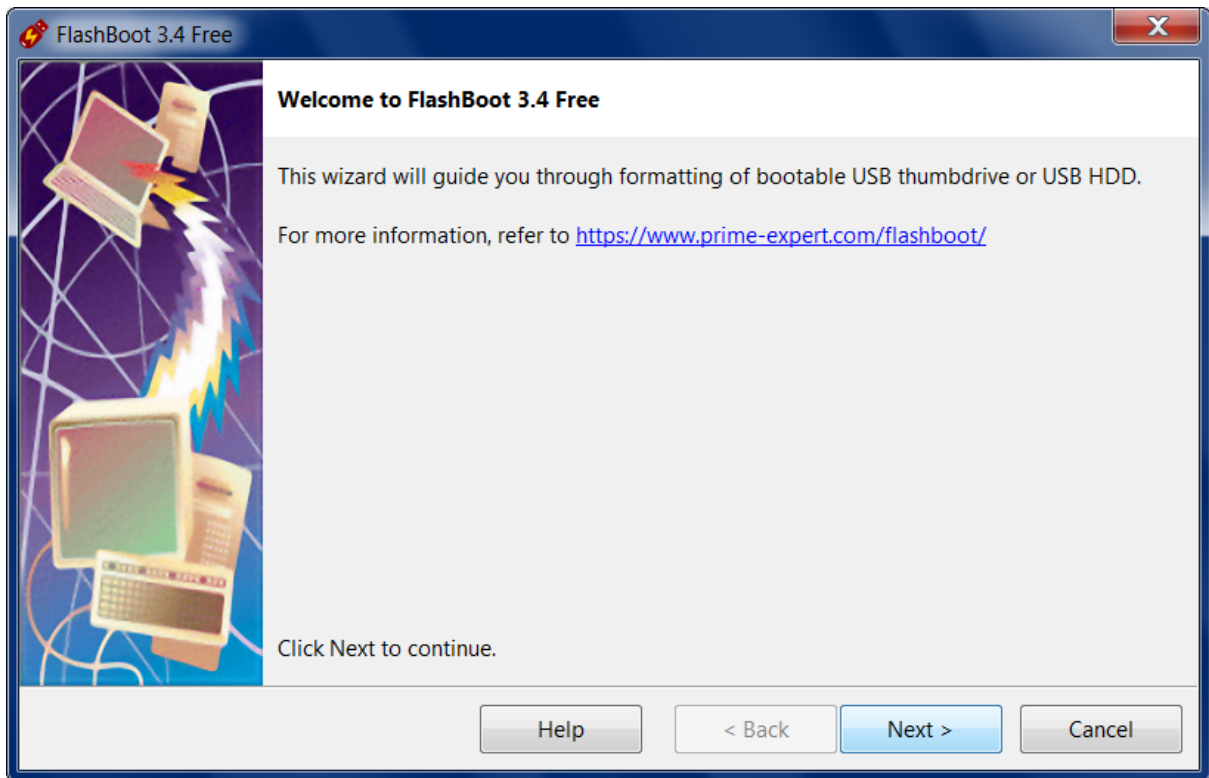 FlashBoot 3.4 Free
X
Welcome to FlashBoot 3.4 Free
This wizard will guide you through formatting of bootable USB thumbdrive or USB HDD.
For more information, refer to https://www.prime-expert.com/flashboot/
Click Next to continue.
Help
< Back
Next >
Cancel